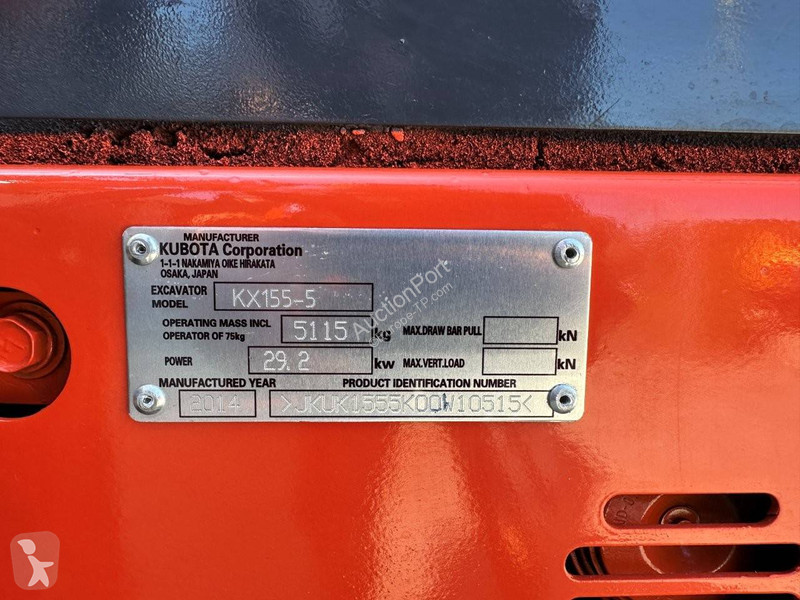 MANUFACTURER
KUBOTA Corporation
1-1-1 NAKAMIYA OIKE HIRAKATA
OSAKA, JAPAN
EXCAVATOR MODEL KX155-5
OPERATING MASS INCL OPERATOR OF 75kg 5115 kg MAX.DRAW BAR PULL kN
POWER 29.2 kw MAX.VERT.LOAD kN
MANUFACTURED YEAR PRODUCT IDENTIFICATION NUMBER
2014 >JKUK1555K00W10515<
AuctionPort